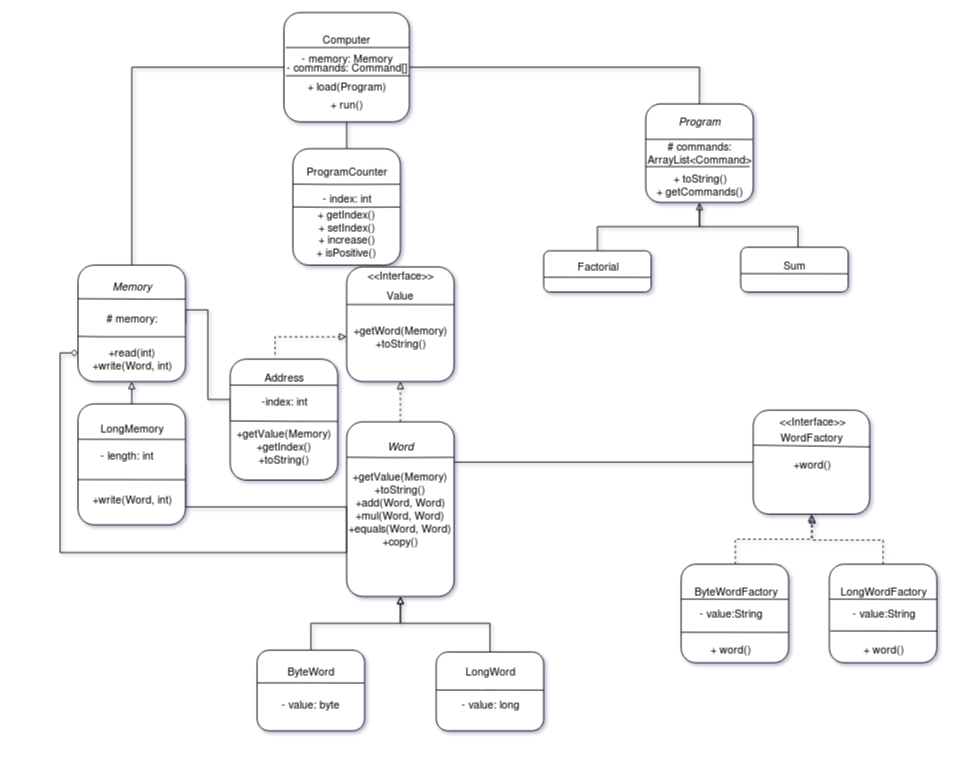 Computer
- memory: Memory
- commands: Command[]
+ load(Program)
+ run()
Program
# commands:
ArrayList<Command>
+ toString()
+ getCommands()
ProgramCounter
- index: int
+ getIndex()
+ setIndex()
+ increase()
+ isPositive()
Factorial
Sum
Memory
# memory:
+read(int)
+write(Word, int)
<<Interface>>
Value
+getWord(Memory)
+toString()
Address
-index: int
+getValue(Memory)
+getIndex()
+toString()
LongMemory
- length: int
+write(Word, int)
Word
+getValue(Memory)
+toString()
+add(Word, Word)
+mul(Word, Word)
+equals(Word, Word)
+copy()
<<Interface>>
WordFactory
+word()
ByteWordFactory
- value:String
+ word()
LongWordFactory
- value:String
+ word()
ByteWord
- value: byte
LongWord
- value: long